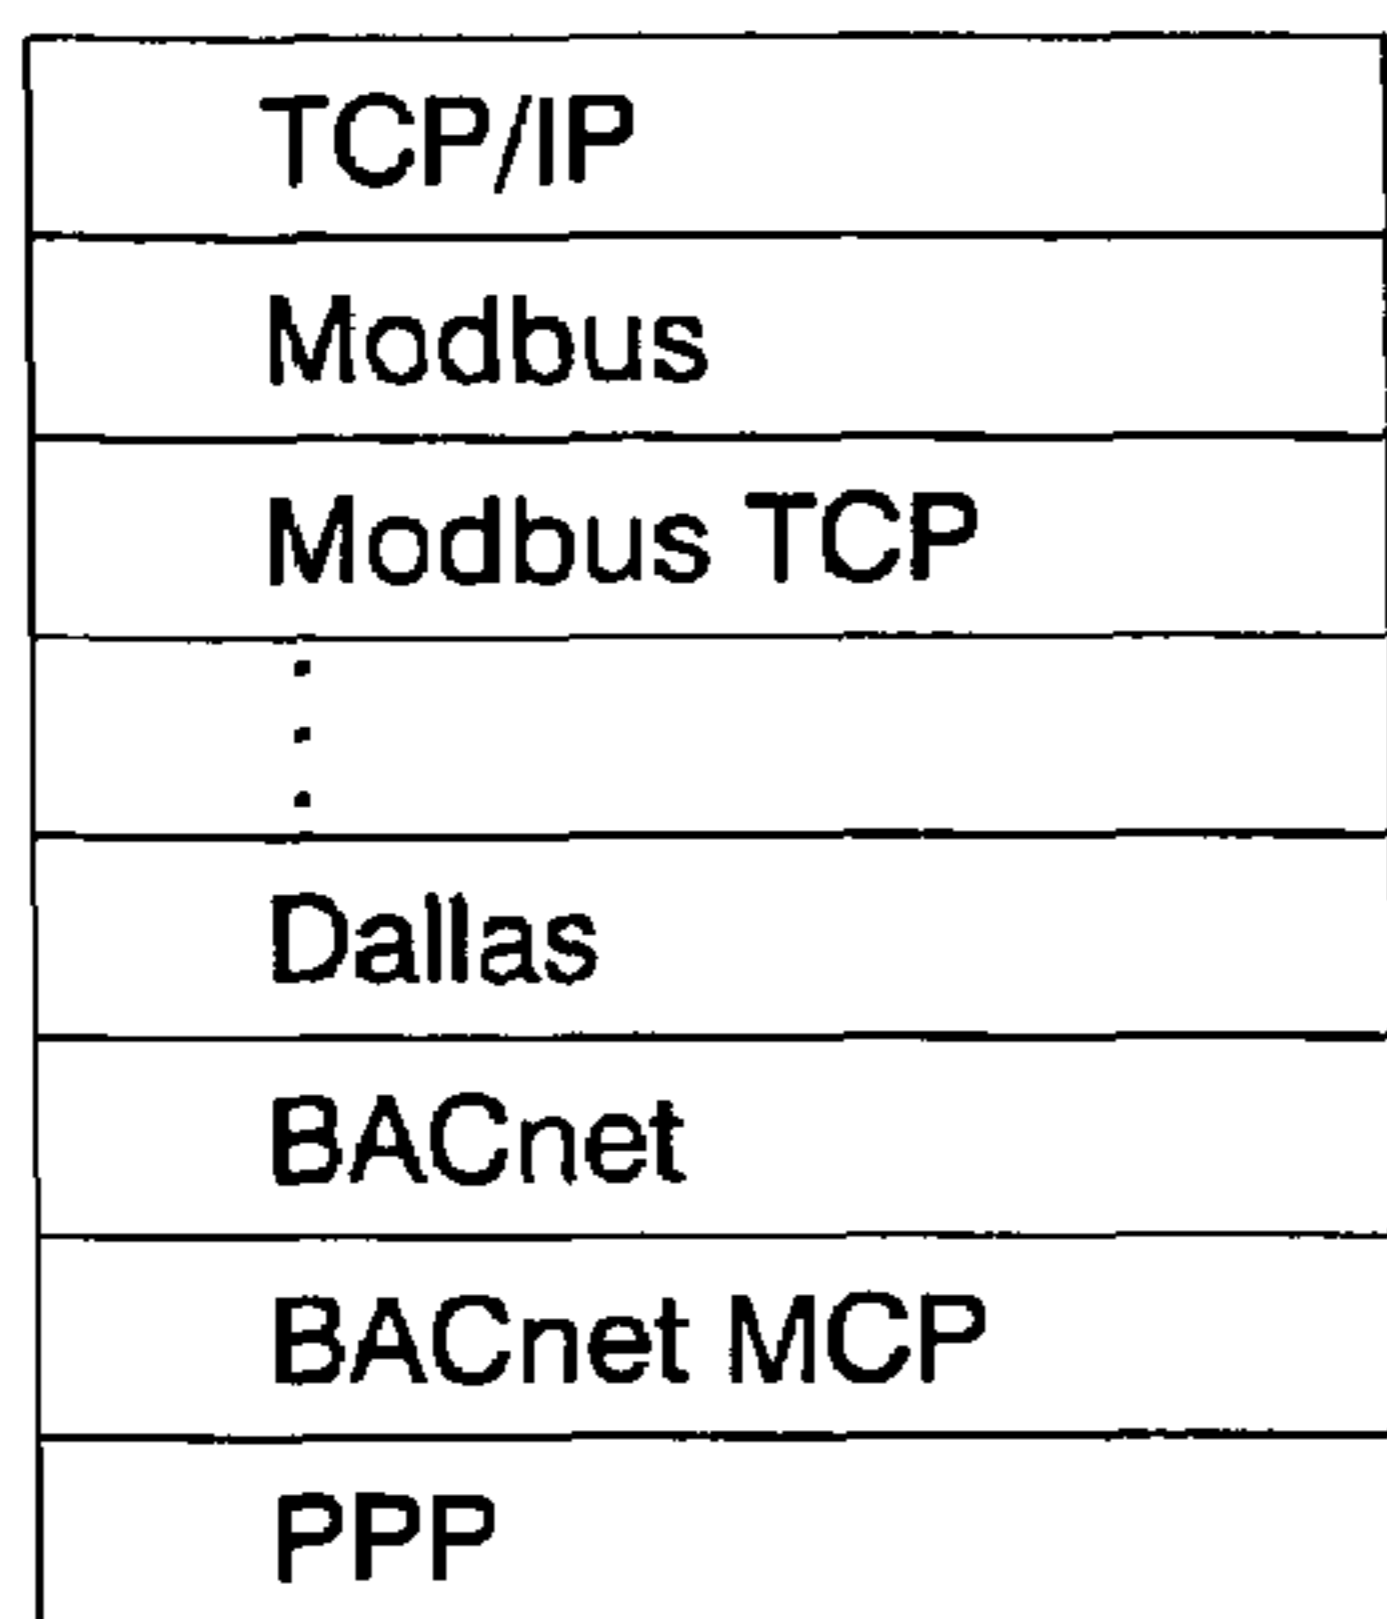 TCP/IP
Modbus
Modbus TCP
⋮
Dallas
BACnet
BACnet MCP
PPP